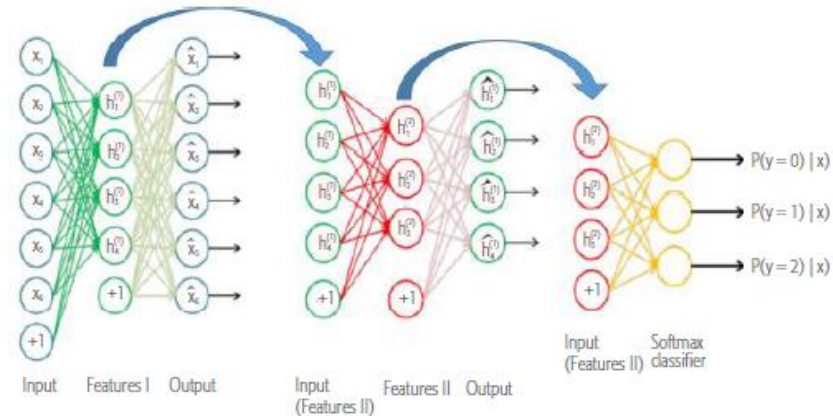 x₁ x̂₁
x₂ h₁⁽¹⁾ x̂₂
x₃ h₂⁽¹⁾ x̂₃
x₄ h₃⁽¹⁾ x̂₄
x₅ h₄⁽¹⁾ x̂₅
x₆ +1 x̂₆
+1
Input Features I Output
h₁⁽¹⁾ ĥ₁⁽¹⁾
h₁⁽²⁾
h₂⁽¹⁾ ĥ₂⁽¹⁾
h₂⁽²⁾
h₃⁽¹⁾ ĥ₃⁽¹⁾
h₃⁽²⁾
h₄⁽¹⁾ ĥ₄⁽¹⁾
+1 +1
Input
(Features II)
Features II Output
h₁⁽²⁾
P(y = 0) | x)
h₂⁽²⁾
P(y = 1) | x)
h₃⁽²⁾
P(y = 2) | x)
+1
Input
(Features II)
Softmax
classifier